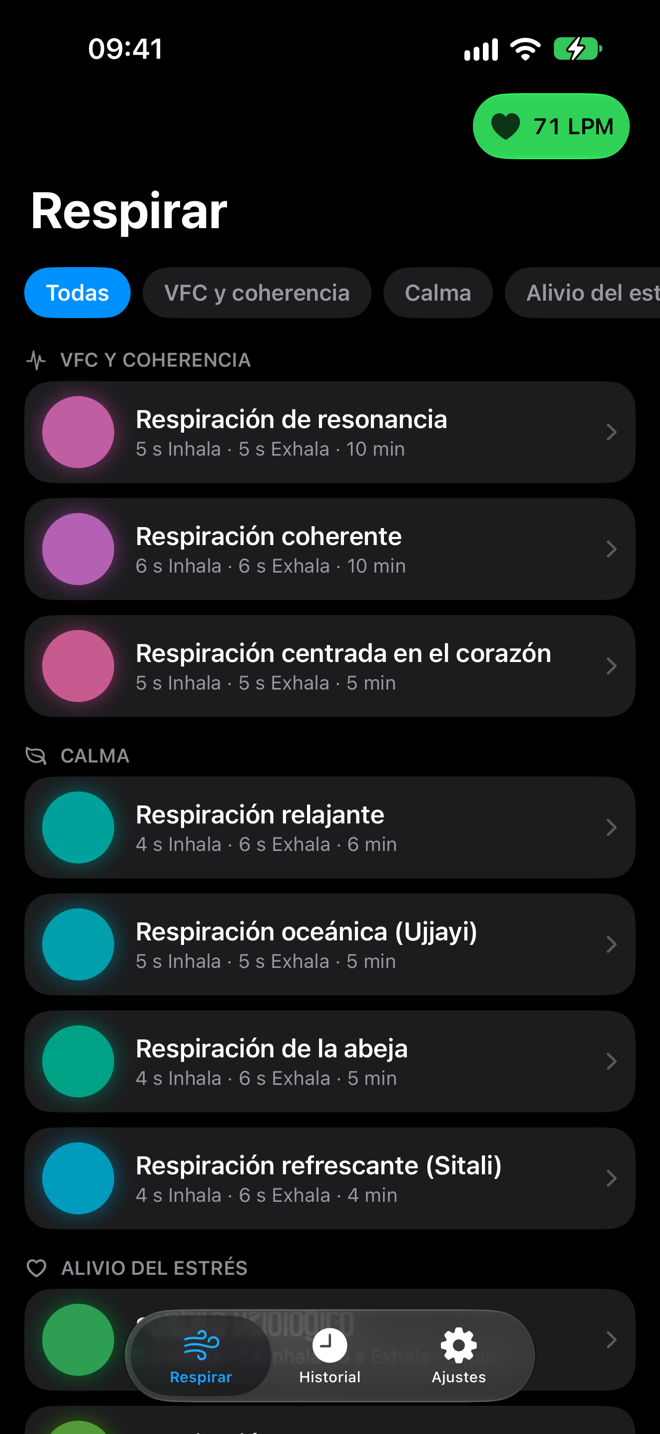 09:41
71 LPM
Respirar
Todas
VFC y coherencia
Calma
Alivio del est
VFC Y COHERENCIA
Respiración de resonancia
5 s Inhala · 5 s Exhala · 10 min
Respiración coherente
6 s Inhala · 6 s Exhala · 10 min
Respiración centrada en el corazón
5 s Inhala · 5 s Exhala · 5 min
CALMA
Respiración relajante
4 s Inhala · 6 s Exhala · 6 min
Respiración oceánica (Ujjayi)
5 s Inhala · 5 s Exhala · 5 min
Respiración de la abeja
4 s Inhala · 6 s Exhala · 5 min
Respiración refrescante (Sitali)
4 s Inhala · 6 s Exhala · 4 min
ALIVIO DEL ESTRÉS
Respirar
Historial
Ajustes